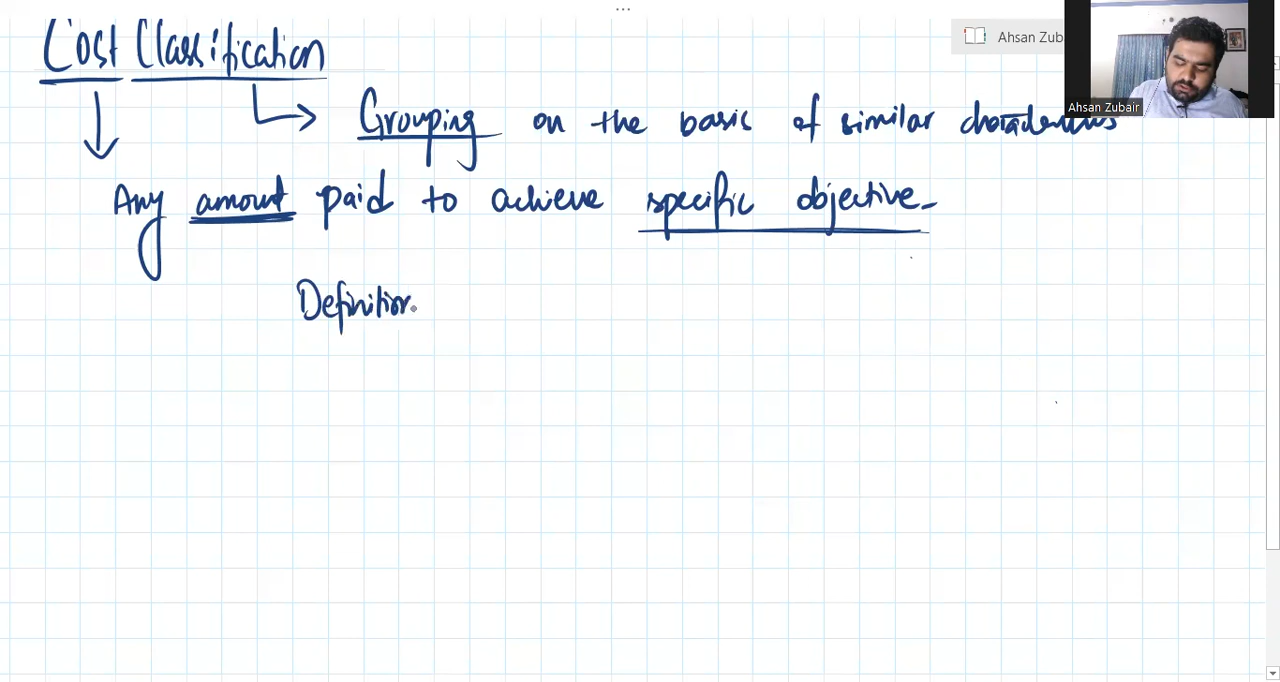 Cost Classification
Ahsan Zub
Ahsan Zubair
Grouping on the basic of similar
Any amount paid to achieve specific objective-
Definition